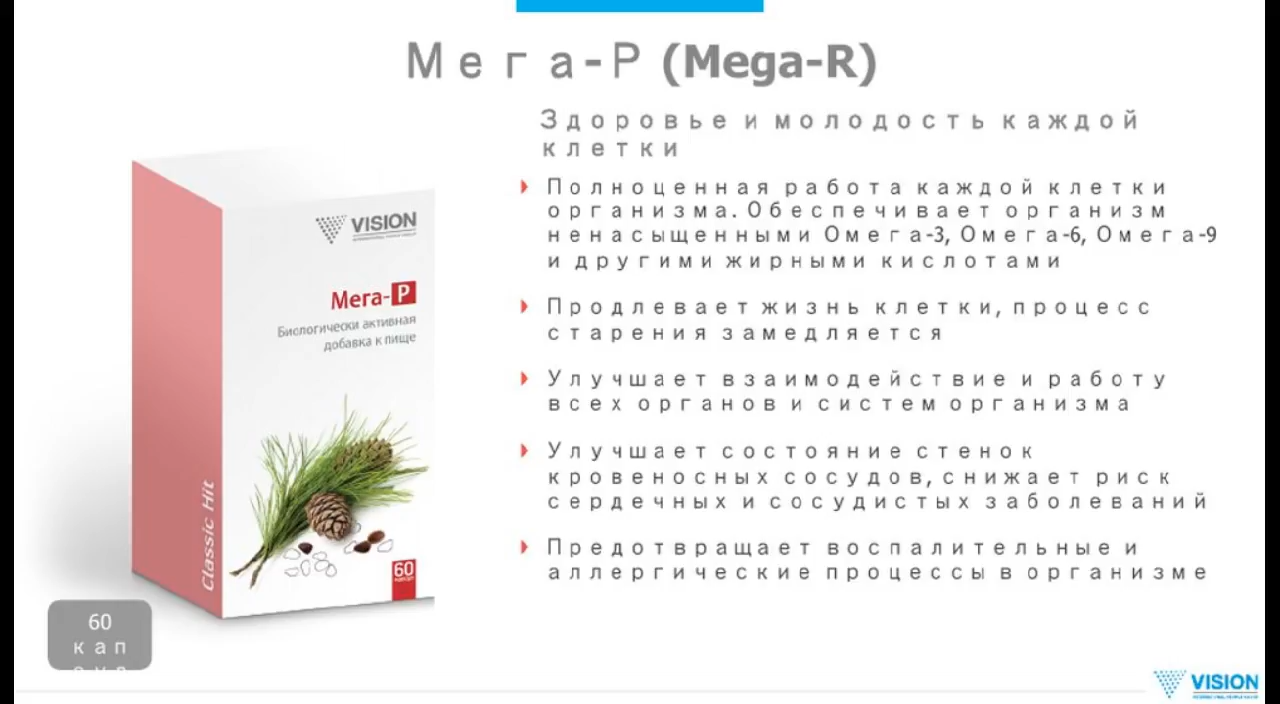 Мега-Р (Mega-R)
Здоровье и молодость каждой
клетки
Полноценная работа каждой клетки
организма. Обеспечивает организм
ненасыщенными Омега-3, Омега-6, Омега-9
и другими жирными кислотами
Продлевает жизнь клетки, процесс
старения замедляется
Улучшает взаимодействие и работу
всех органов и систем организма
Улучшает состояние стенок
кровеносных сосудов, снижает риск
сердечных и сосудистых заболеваний
Предотвращает воспалительные и
аллергические процессы в организме
VISION
Мега-Р
Биологически активная
добавка к пище
Classic Hit
60
капсул
60
кап
VISION